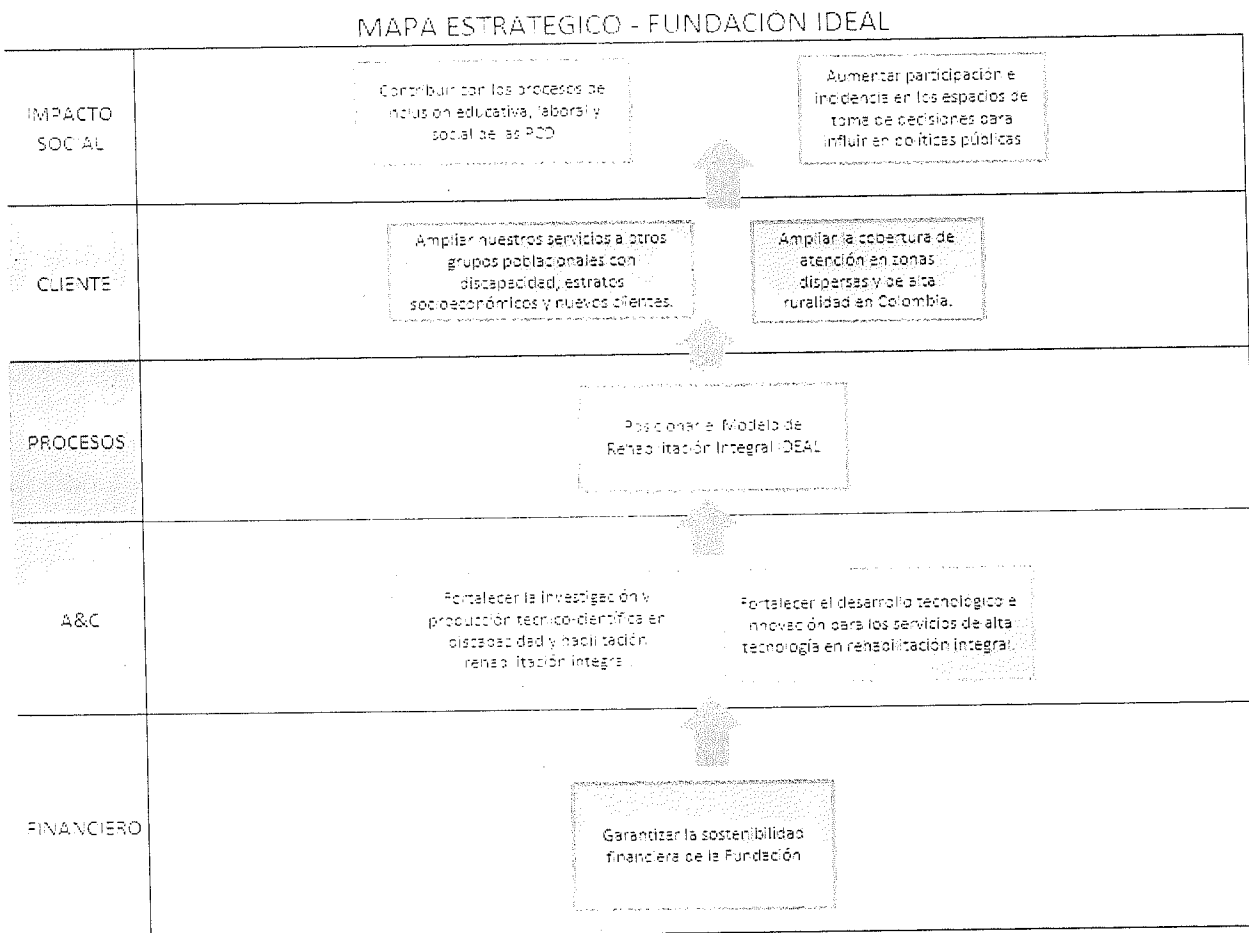 MAPA ESTRATEGICO - FUNDACIÓN IDEAL
IMPACTO
SOCIAL
Contribuir con los procesos de
inclusión educativa, laboral y
social de las PCD
Aumentar participación e
incidencia en los espacios de
toma de decisiones para
influir en políticas públicas
CLIENTE
Ampliar nuestros servicios a otros
grupos poblacionales con
discapacidad, estratos
socioeconómicos y nuevos clientes.
Ampliar la cobertura de
atención en zonas
dispersas y de alta
ruralidad en Colombia.
PROCESOS
Posicionar el Modelo de
Rehabilitación Integral IDEAL
A&C
Fortalecer la investigación y
producción técnico-científica en
discapacidad y habilitación
rehabilitación integral.
Fortalecer el desarrollo tecnológico e
innovación para los servicios de alta
tecnología en rehabilitación integral.
FINANCIERO
Garantizar la sostenibilidad
financiera de la Fundación